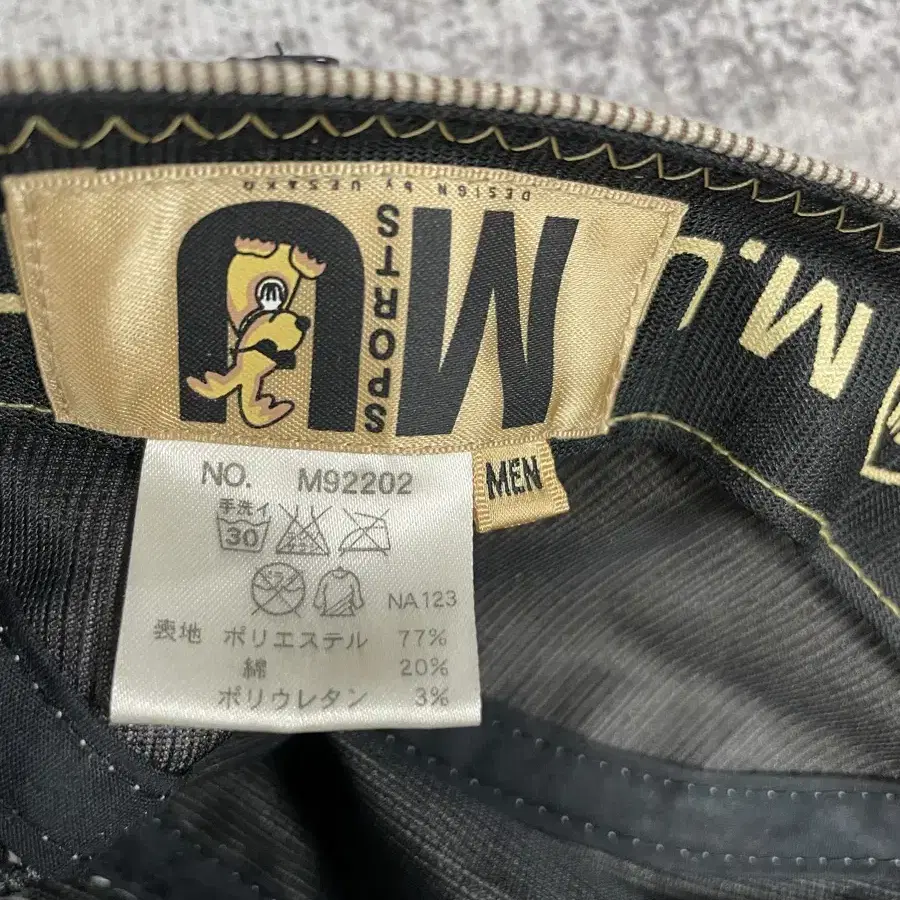 DESIGN by UESAKQ
MU SPORTS
M.U
MEN
NO. M92202
手洗イ
30
NA123
表地 ポリエステル 77%
綿 20%
ポリウレタン 3%